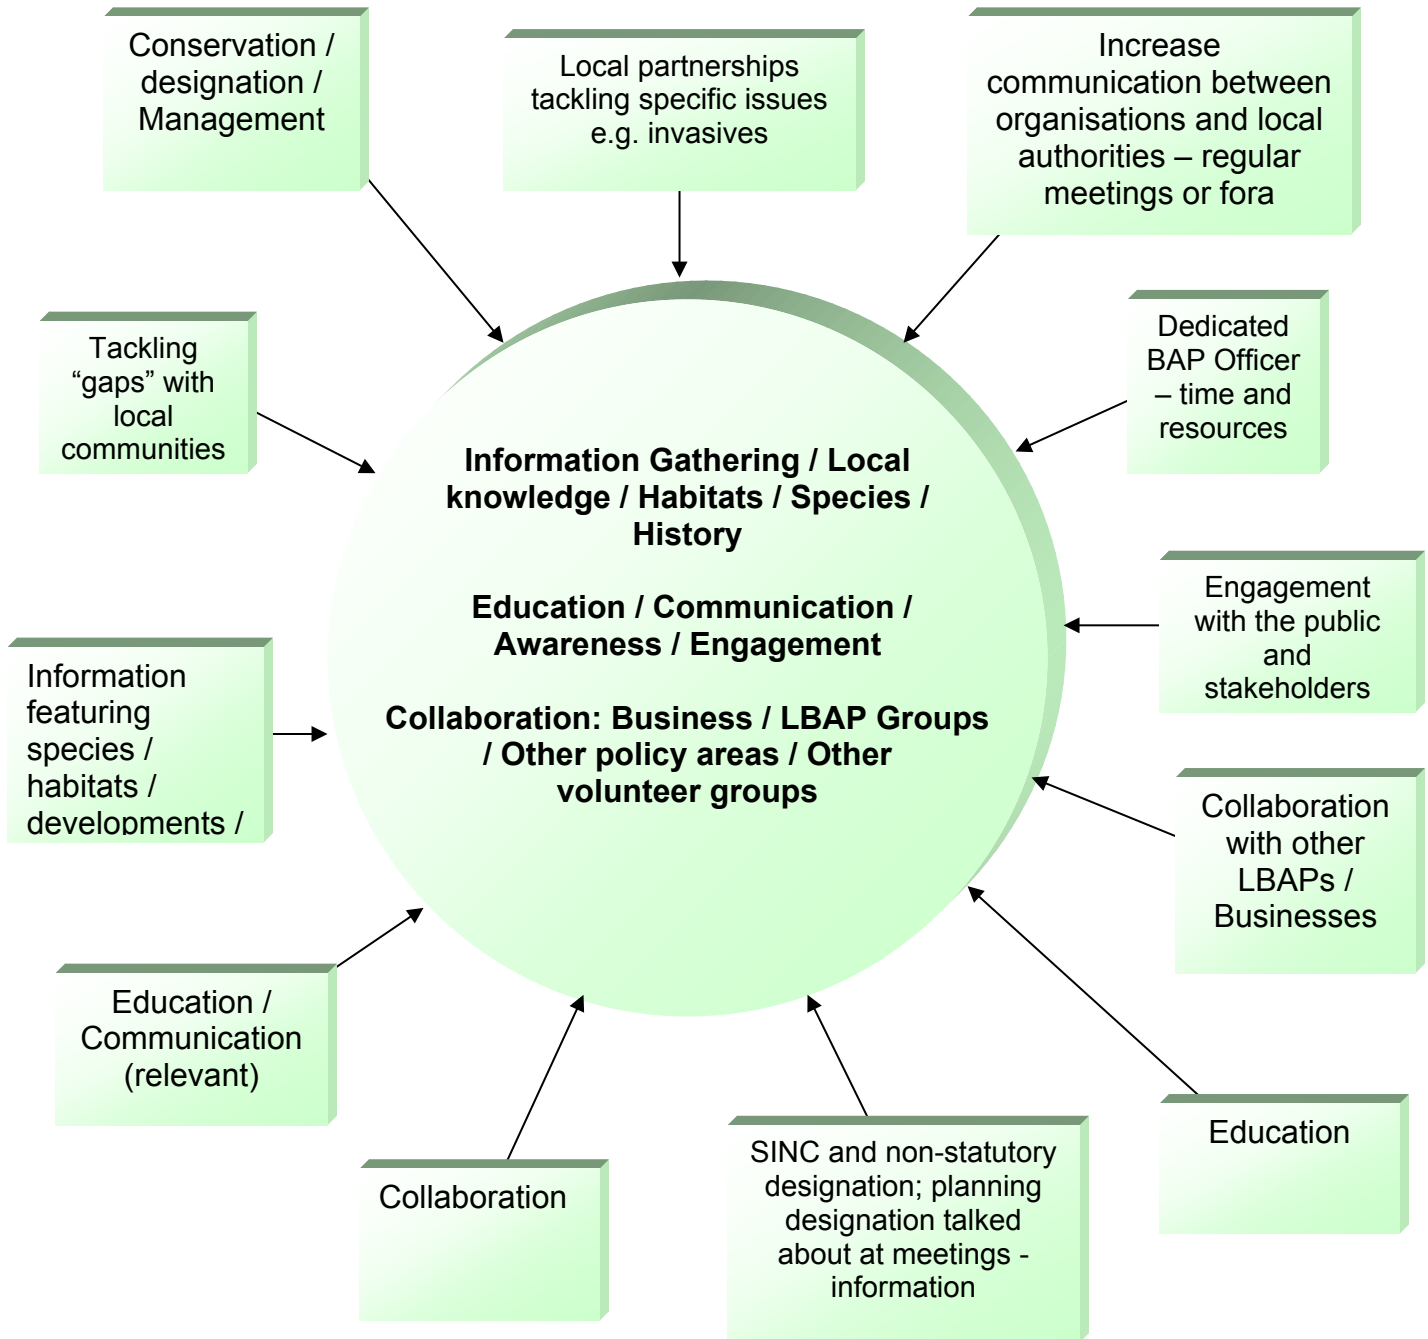 Conservation /
designation /
Management
Local partnerships
tackling specific issues
e.g. invasives
Increase
communication between
organisations and local
authorities – regular
meetings or fora
Tackling
“gaps” with
local
communities
Dedicated
BAP Officer
– time and
resources
Information Gathering / Local
knowledge / Habitats / Species /
History
Education / Communication /
Awareness / Engagement
Collaboration: Business / LBAP Groups
/ Other policy areas / Other
volunteer groups
Engagement
with the public
and
stakeholders
Information
featuring
species /
habitats /
developments /
Collaboration
with other
LBAPs /
Businesses
Education /
Communication
(relevant)
Collaboration
SINC and non-statutory
designation; planning
designation talked
about at meetings -
information
Education